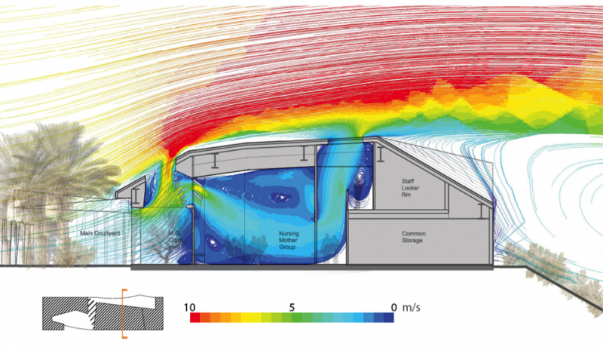 Staff
Locker
Rm
Main Courtyard
Nursing
Mother
Group
Common
Storage
10 5 0 m/s